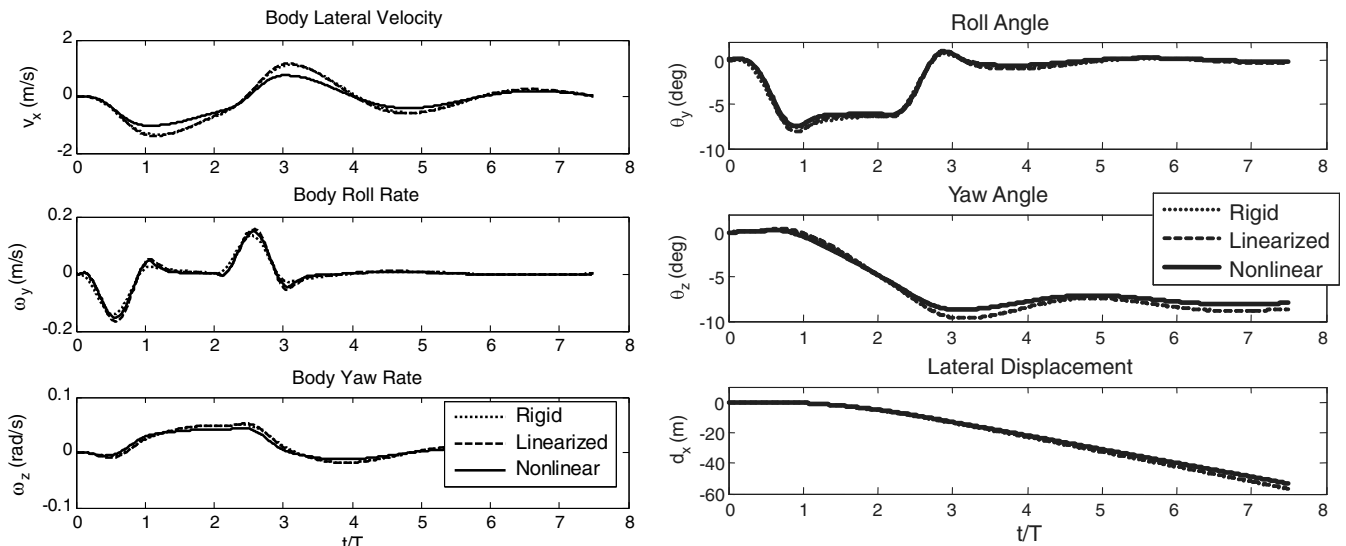 Body Lateral Velocity
2
0
-2
v_x (m/s)
0 1 2 3 4 5 6 7 8
Body Roll Rate
0.2
0
-0.2
ω_y (m/s)
0 1 2 3 4 5 6 7 8
Body Yaw Rate
0.1
0
-0.1
ω_z (rad/s)
Rigid
Linearized
Nonlinear
0 1 2 3 4 5 6 7 8
t/T
Roll Angle
0
-5
-10
θ_y (deg)
0 1 2 3 4 5 6 7 8
Yaw Angle
0
-5
-10
θ_z (deg)
Rigid
Linearized
Nonlinear
0 1 2 3 4 5 6 7 8
Lateral Displacement
0
-20
-40
-60
d_x (m)
0 1 2 3 4 5 6 7 8
t/T